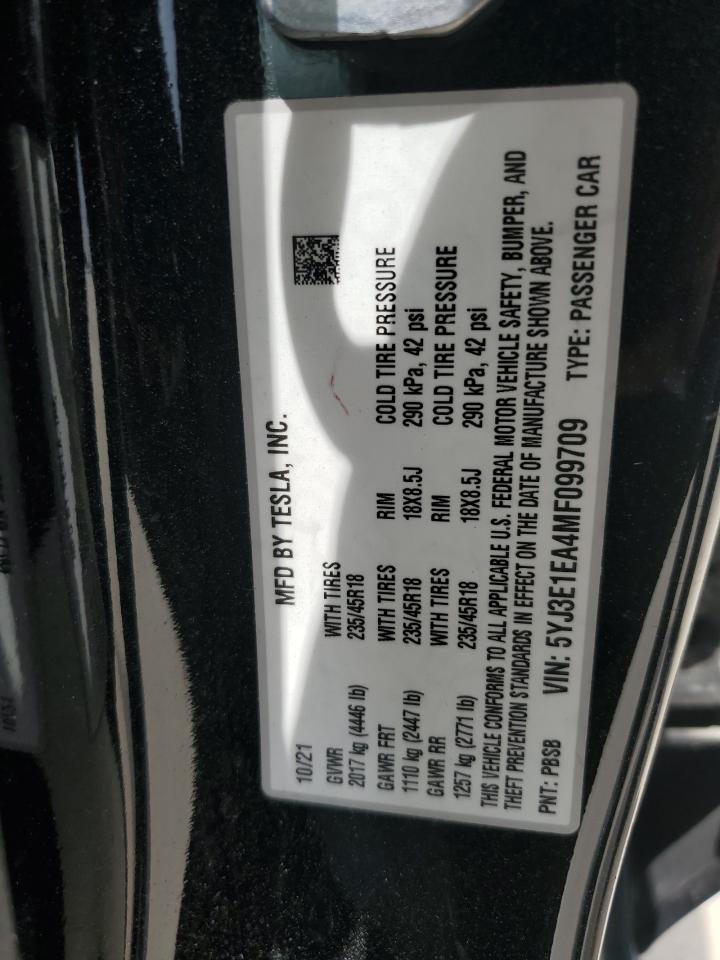 MFD BY TESLA, INC.
10/21
GVWR WITH TIRES
2017 kg (4446 lb) 235/45R18
GAWR FRT WITH TIRES RIM COLD TIRE PRESSURE
1110 kg (2447 lb) 235/45R18 18X8.5J 290 kPa, 42 psi
GAWR RR WITH TIRES RIM COLD TIRE PRESSURE
1257 kg (2771 lb) 235/45R18 18X8.5J 290 kPa, 42 psi
THIS VEHICLE CONFORMS TO ALL APPLICABLE U.S. FEDERAL MOTOR VEHICLE SAFETY, BUMPER, AND
THEFT PREVENTION STANDARDS IN EFFECT ON THE DATE OF MANUFACTURE SHOWN ABOVE.
PNT: PBSB VIN: 5YJ3E1EA4MF099709 TYPE: PASSENGER CAR